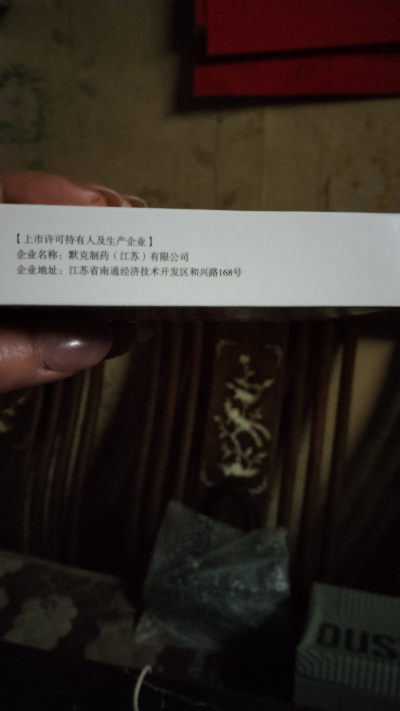 【上市许可持有人及生产企业】
企业名称：默克制药（江苏）有限公司
企业地址：江苏省南通经济技术开发区和兴路168号
DUS